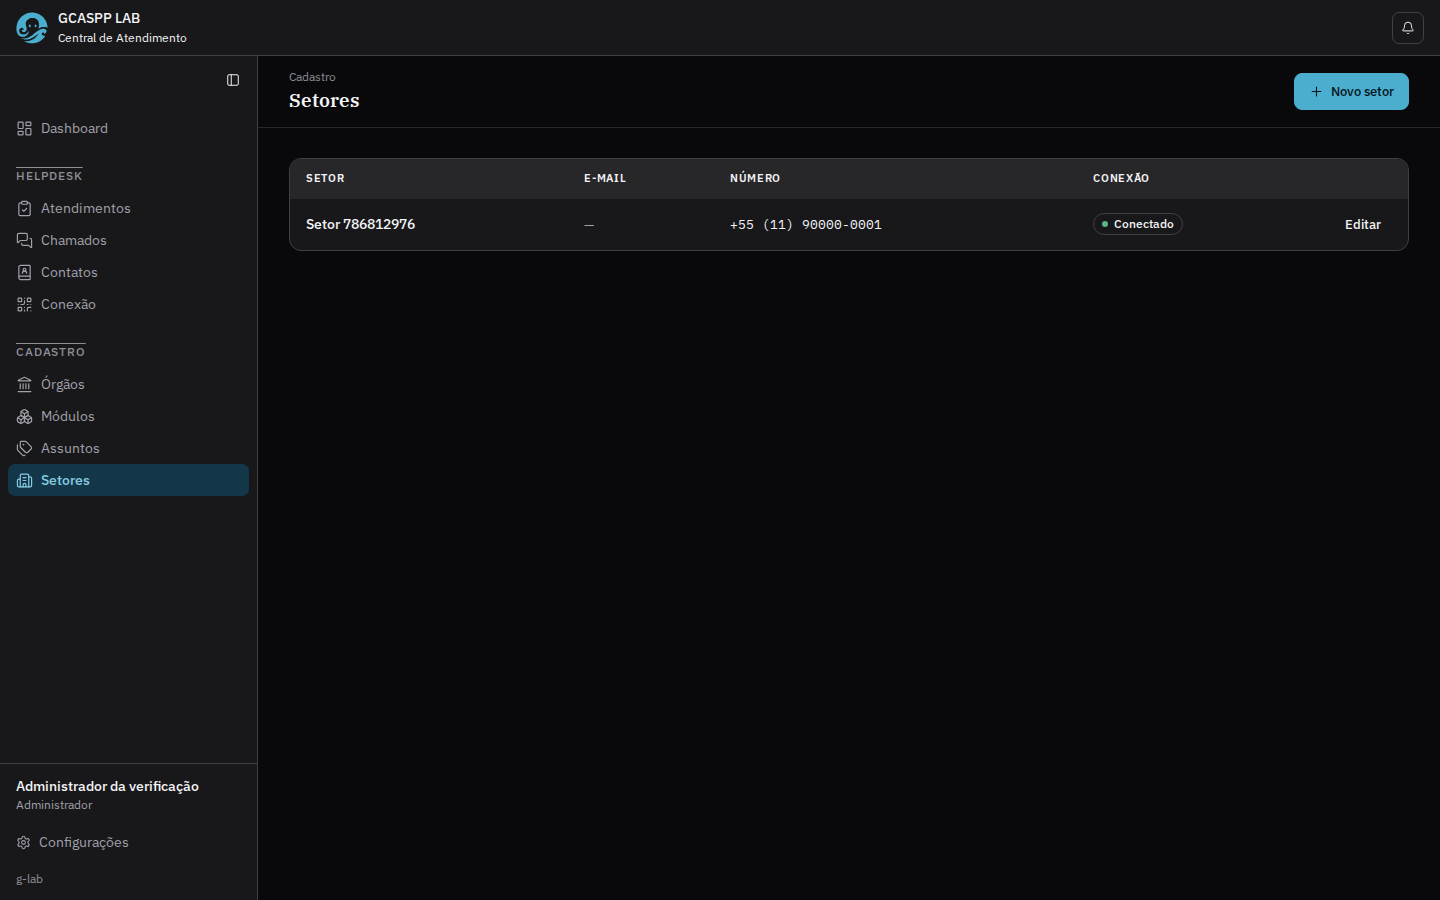 GCASPP LAB
Central de Atendimento
Dashboard
HELPDESK
Atendimentos
Chamados
Contatos
Conexão
CADASTRO
Órgãos
Módulos
Assuntos
Setores
Administrador da verificação
Administrador
Configurações
g-lab
Cadastro
Setores
Novo setor
SETOR E-MAIL NÚMERO CONEXÃO
Setor 786812976 — +55 (11) 90000-0001 Conectado Editar